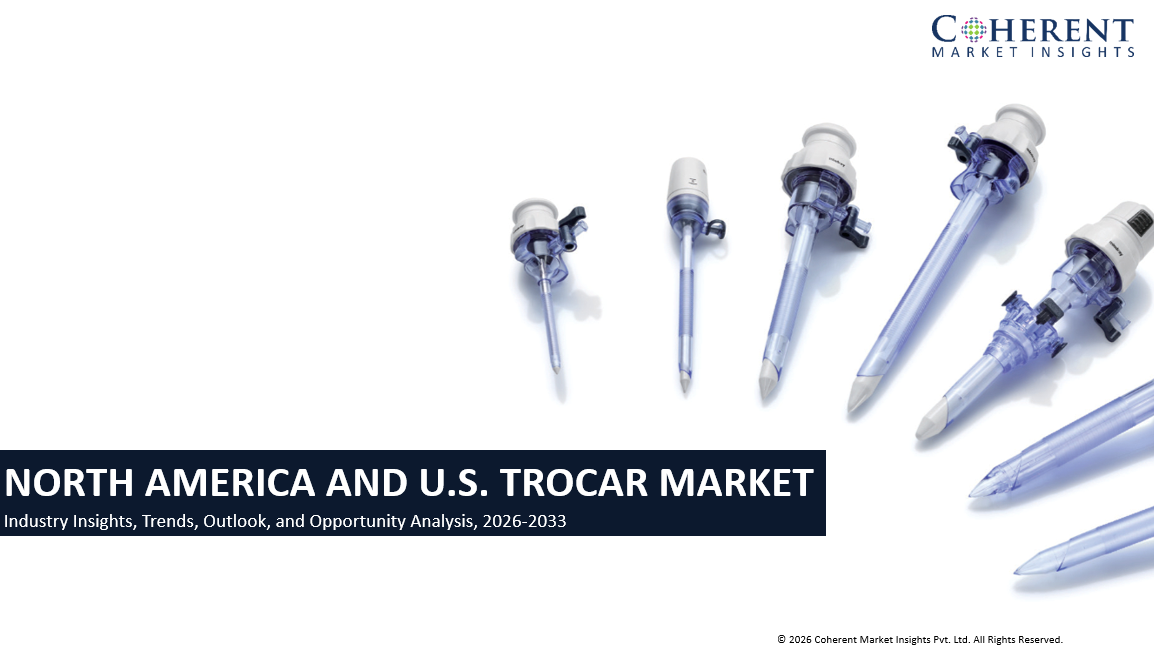 COHERENT
MARKET INSIGHTS
NORTH AMERICA AND U.S. TROCAR MARKET
Industry Insights, Trends, Outlook, and Opportunity Analysis, 2026-2033
© 2026 Coherent Market Insights Pvt. Ltd. All Rights Reserved.